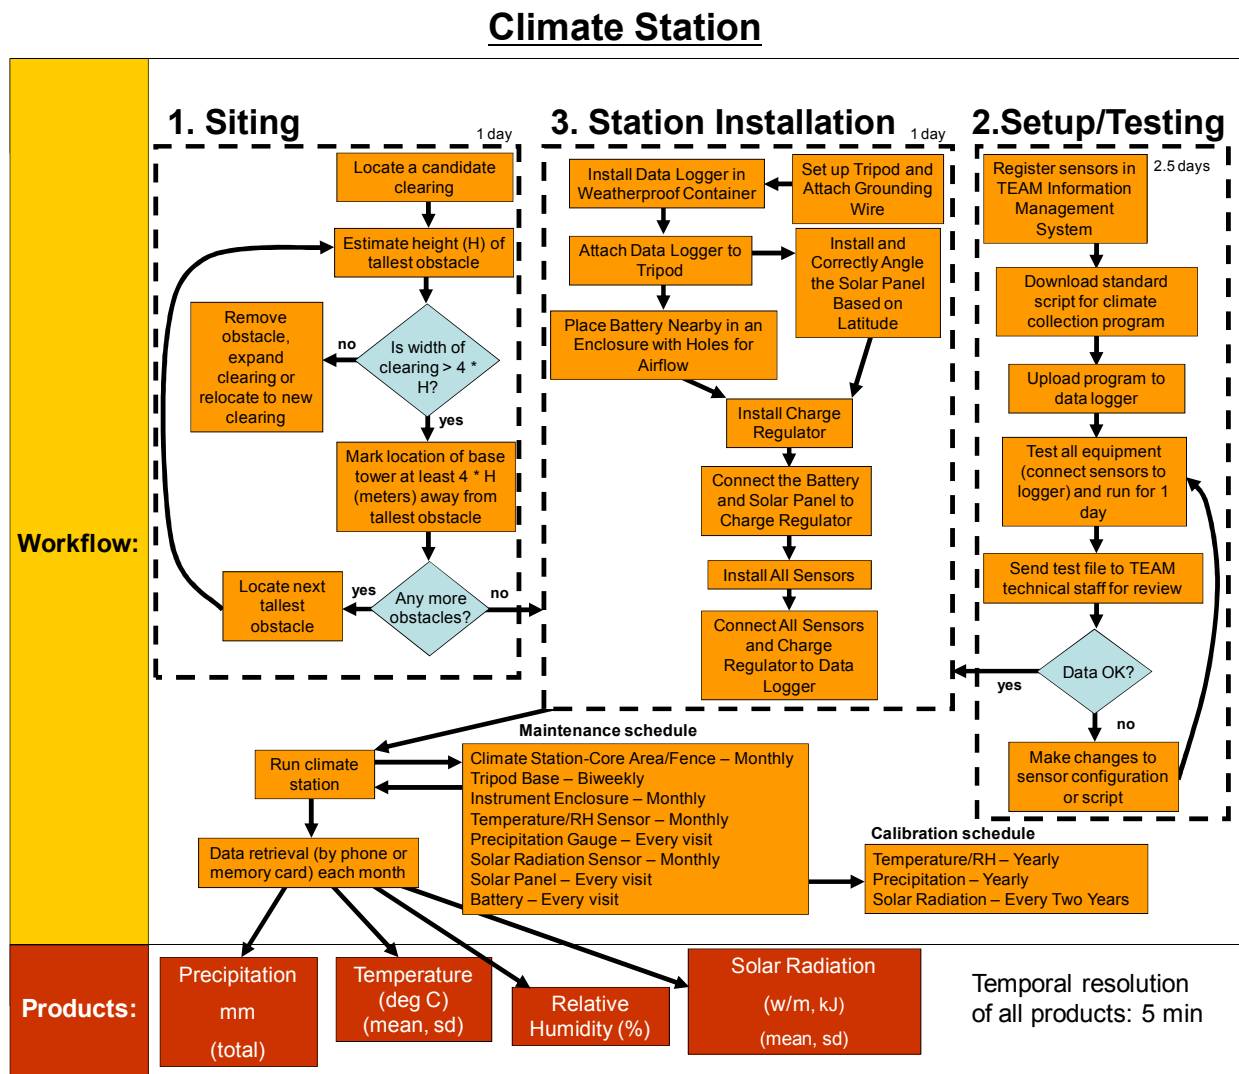 Climate Station
Workflow:
1. Siting
1 day
Locate a candidate
clearing
Estimate height (H) of
tallest obstacle
Is width of
clearing > 4 *
H?
no
Remove
obstacle,
expand
clearing or
relocate to new
clearing
yes
Mark location of base
tower at least 4 * H
(meters) away from
tallest obstacle
Any more
obstacles?
yes
Locate next
tallest
obstacle
no
3. Station Installation
1 day
Set up Tripod and
Attach Grounding
Wire
Install Data Logger in
Weatherproof Container
Attach Data Logger to
Tripod
Install and
Correctly Angle
the Solar Panel
Based on
Latitude
Place Battery Nearby in an
Enclosure with Holes for
Airflow
Install Charge
Regulator
Connect the Battery
and Solar Panel to
Charge Regulator
Install All Sensors
Connect All Sensors
and Charge
Regulator to Data
Logger
2.Setup/Testing
2.5 days
Register sensors in
TEAM Information
Management
System
Download standard
script for climate
collection program
Upload program to
data logger
Test all equipment
(connect sensors to
logger) and run for 1
day
Send test file to TEAM
technical staff for review
Data OK?
yes
no
Make changes to
sensor configuration
or script
Run climate
station
Maintenance schedule
Climate Station-Core Area/Fence – Monthly
Tripod Base – Biweekly
Instrument Enclosure – Monthly
Temperature/RH Sensor – Monthly
Precipitation Gauge – Every visit
Solar Radiation Sensor – Monthly
Solar Panel – Every visit
Battery – Every visit
Calibration schedule
Temperature/RH – Yearly
Precipitation – Yearly
Solar Radiation – Every Two Years
Data retrieval (by phone or
memory card) each month
Products:
Precipitation
mm
(total)
Temperature
(deg C)
(mean, sd)
Relative
Humidity (%)
Solar Radiation
(w/m, kJ)
(mean, sd)
Temporal resolution
of all products: 5 min